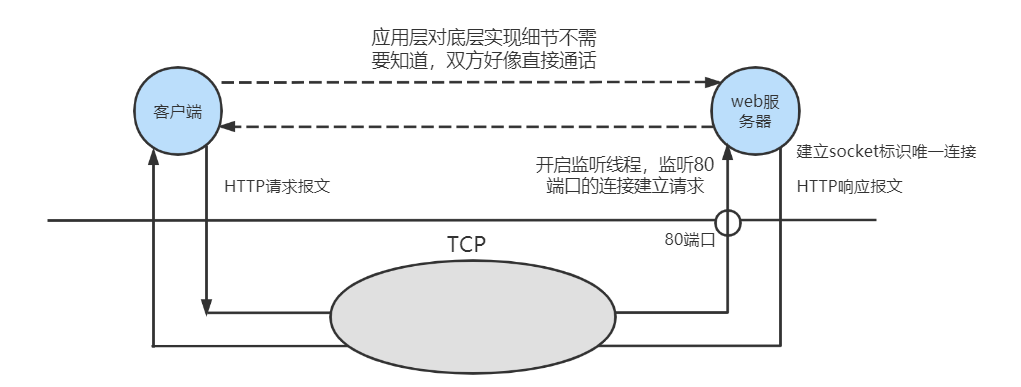 应用层对底层实现细节不需
要知道，双方好像直接通话
客户端
web服
务器
建立socket标识唯一连接
开启监听线程，监听80
端口的连接建立请求
HTTP请求报文
HTTP响应报文
80端口
TCP